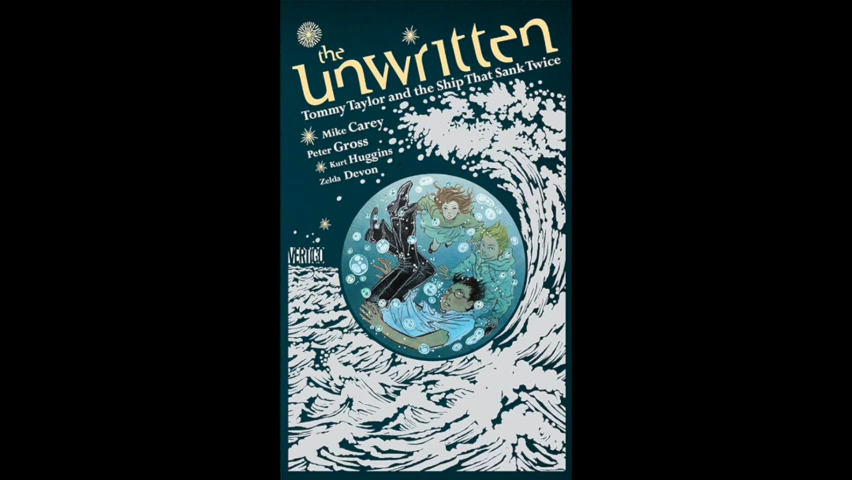 the
unwritten
Tommy Taylor and the Ship That Sank Twice
Mike Carey
Peter Gross
Kurt Huggins
Zelda Devon
VERTIGO